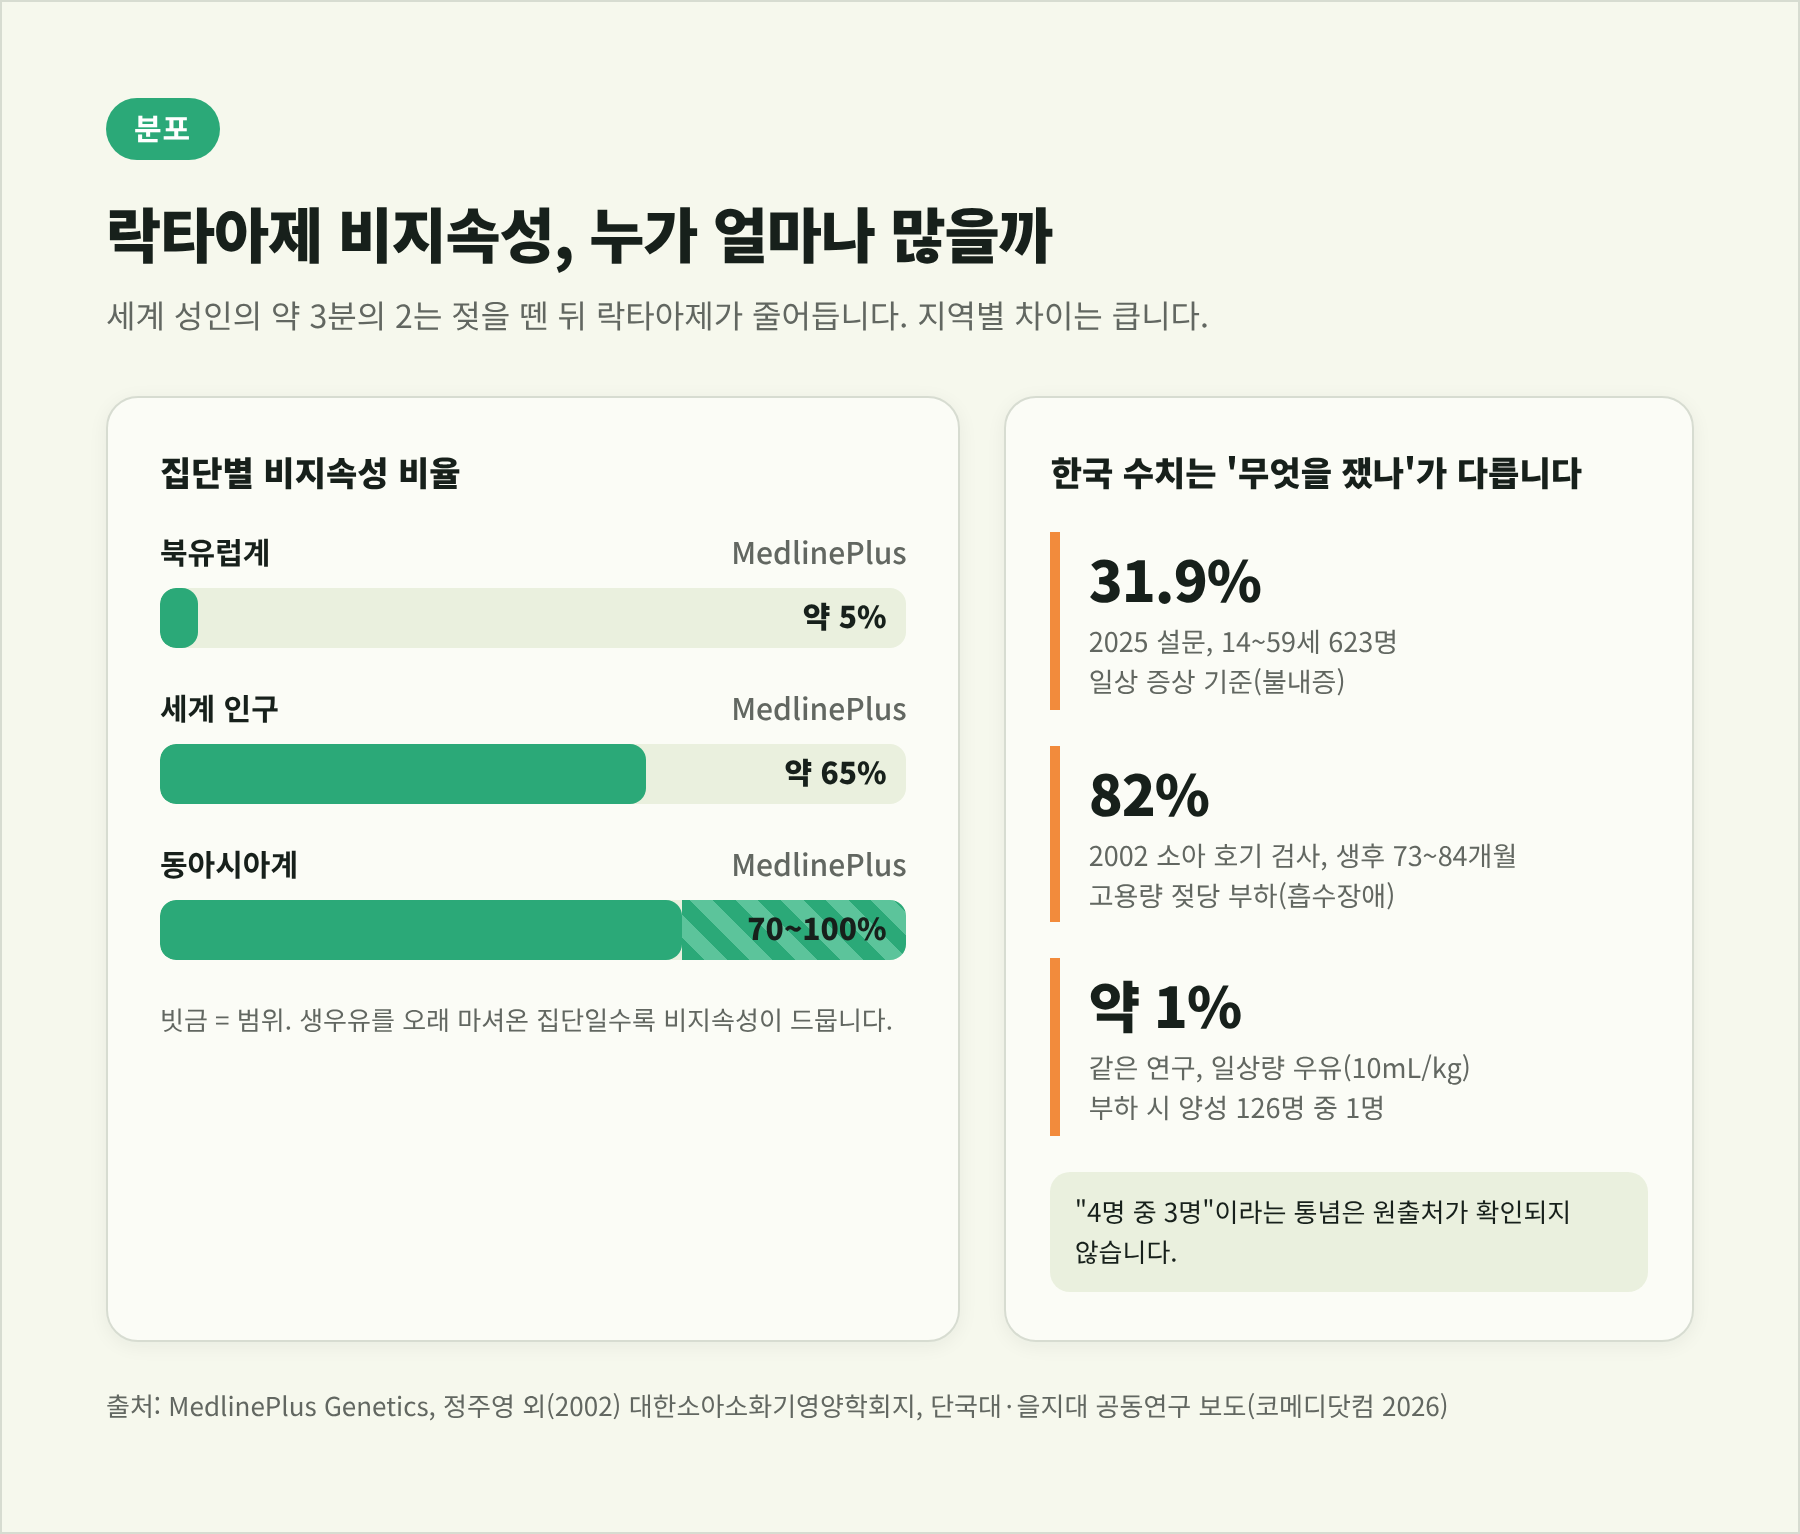 분포
락타아제 비지속성, 누가 얼마나 많을까
세계 성인의 약 3분의 2는 젖을 뗀 뒤 락타아제가 줄어듭니다. 지역별 차이는 큽니다.
집단별 비지속성 비율
북유럽계 MedlinePlus
약 5%
세계 인구 MedlinePlus
약 65%
동아시아계 MedlinePlus
70~100%
빗금 = 범위. 생우유를 오래 마셔온 집단일수록 비지속성이 드뭅니다.
한국 수치는 '무엇을 쟀나'가 다릅니다
31.9%
2025 설문, 14~59세 623명
일상 증상 기준(불내증)
82%
2002 소아 호기 검사, 생후 73~84개월
고용량 젖당 부하(흡수장애)
약 1%
같은 연구, 일상량 우유(10mL/kg)
부하 시 양성 126명 중 1명
"4명 중 3명"이라는 통념은 원출처가 확인되지
않습니다.
출처: MedlinePlus Genetics, 정주영 외(2002) 대한소아소화기영양학회지, 단국대·을지대 공동연구 보도(코메디닷컴 2026)